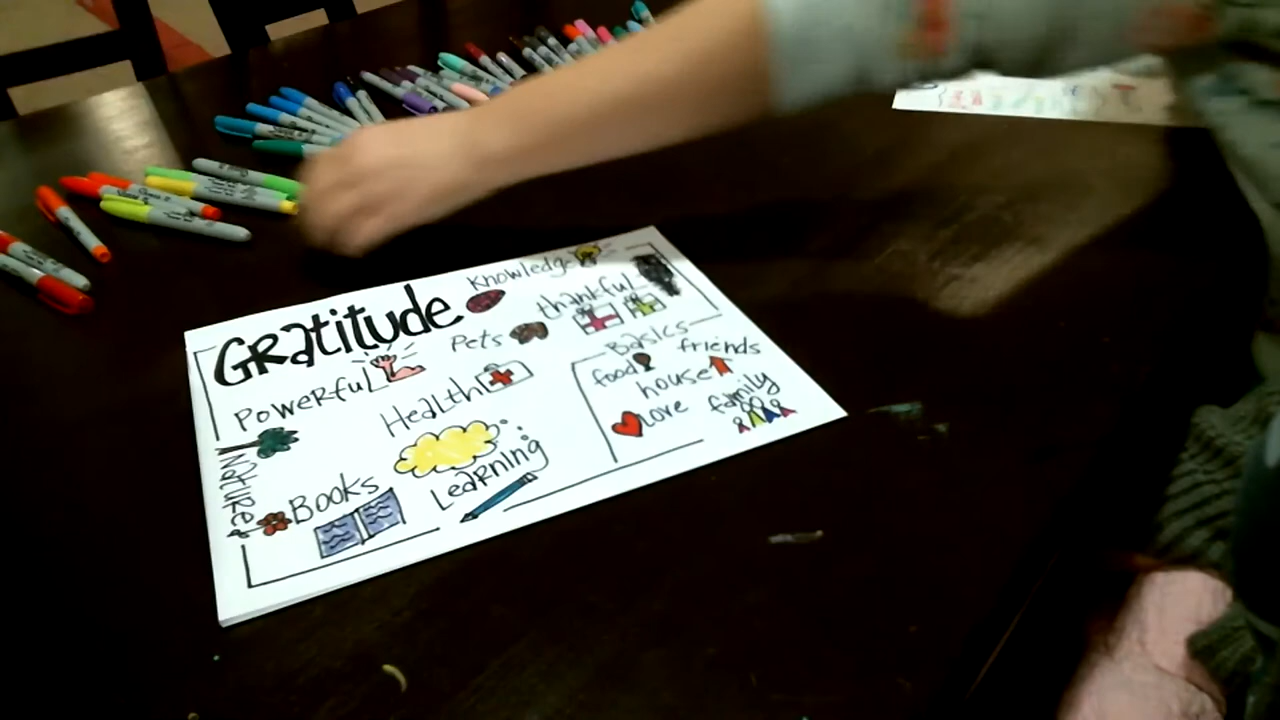 Gratitude
Knowledge
thankful
Pets
Powerful
Health
Basics
food
friends
house
love
family
Nature
Books
Learning